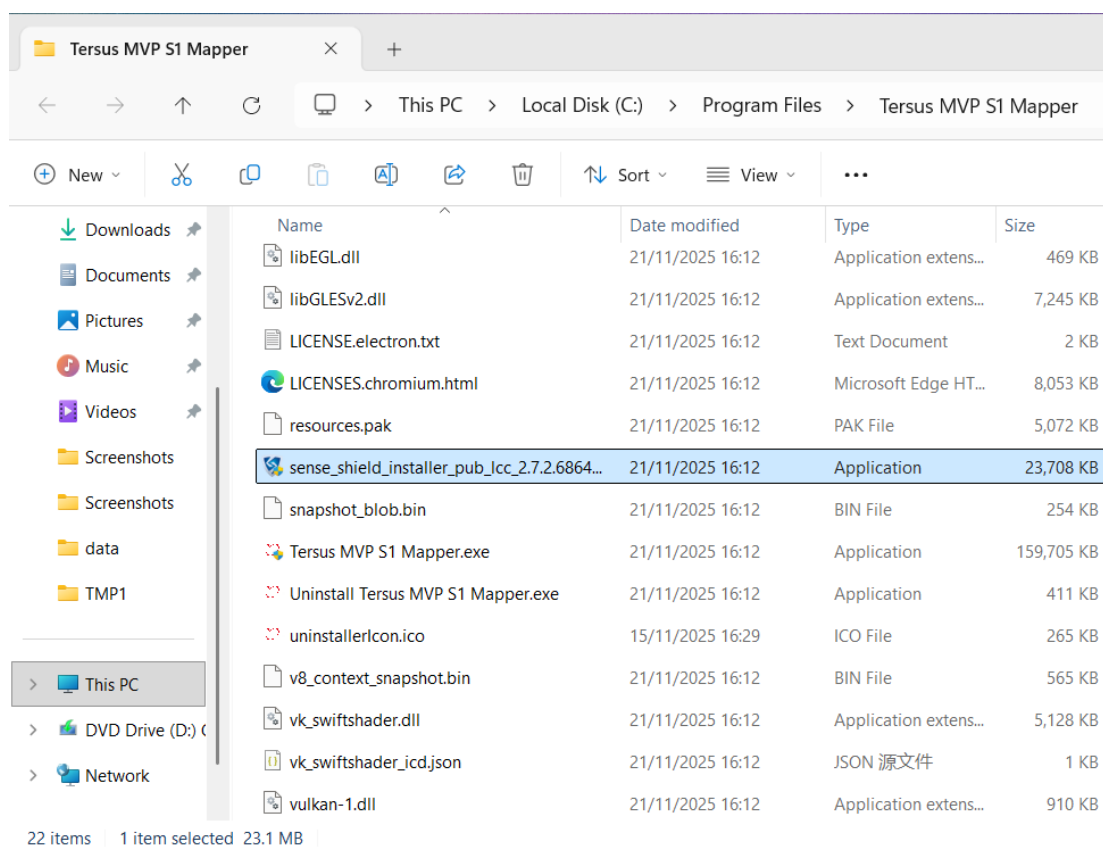 Tersus MVP S1 Mapper
This PC > Local Disk (C:) > Program Files > Tersus MVP S1 Mapper
New Sort View
Name Date modified Type Size
Downloads
Documents
Pictures
Music
Videos
Screenshots
Screenshots
data
TMP1
This PC
DVD Drive (D:)
Network
libEGL.dll 21/11/2025 16:12 Application extens... 469 KB
libGLESv2.dll 21/11/2025 16:12 Application extens... 7,245 KB
LICENSE.electron.txt 21/11/2025 16:12 Text Document 2 KB
LICENSES.chromium.html 21/11/2025 16:12 Microsoft Edge HT... 8,053 KB
resources.pak 21/11/2025 16:12 PAK File 5,072 KB
sense_shield_installer_pub_lcc_2.7.2.6864... 21/11/2025 16:12 Application 23,708 KB
snapshot_blob.bin 21/11/2025 16:12 BIN File 254 KB
Tersus MVP S1 Mapper.exe 21/11/2025 16:12 Application 159,705 KB
Uninstall Tersus MVP S1 Mapper.exe 21/11/2025 16:12 Application 411 KB
uninstallerIcon.ico 15/11/2025 16:29 ICO File 265 KB
v8_context_snapshot.bin 21/11/2025 16:12 BIN File 565 KB
vk_swiftshader.dll 21/11/2025 16:12 Application extens... 5,128 KB
vk_swiftshader_icd.json 21/11/2025 16:12 JSON 源文件 1 KB
vulkan-1.dll 21/11/2025 16:12 Application extens... 910 KB
22 items 1 item selected 23.1 MB